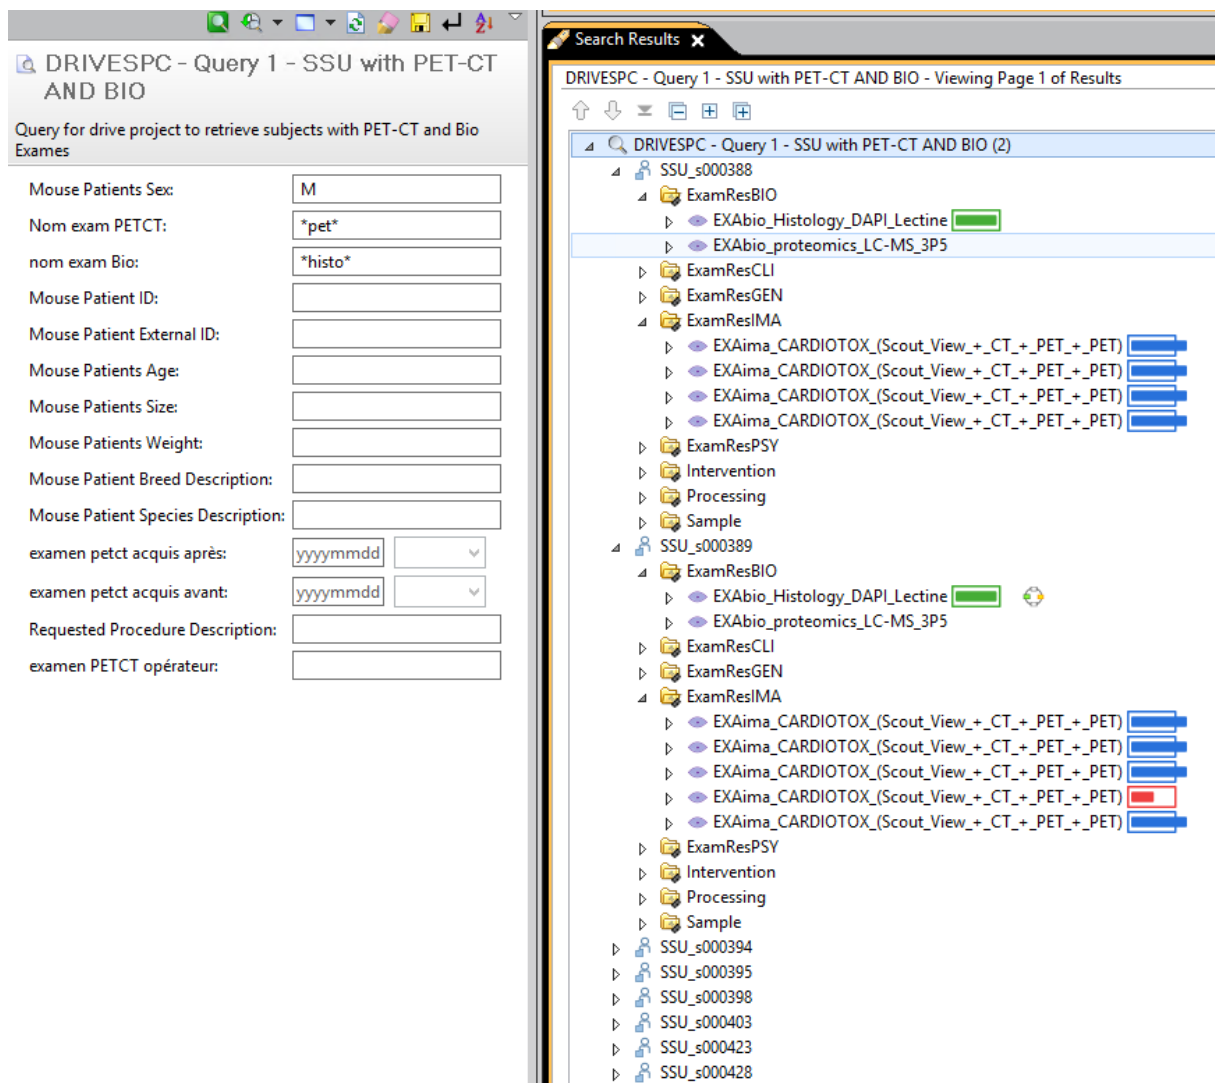 DRIVESPC - Query 1 - SSU with PET-CT
AND BIO
Query for drive project to retrieve subjects with PET-CT and Bio
Exames
Mouse Patients Sex: M
Nom exam PETCT: *pet*
nom exam Bio: *histo*
Mouse Patient ID:
Mouse Patient External ID:
Mouse Patients Age:
Mouse Patients Size:
Mouse Patients Weight:
Mouse Patient Breed Description:
Mouse Patient Species Description:
examen petct acquis après: yyyymmdd
examen petct acquis avant: yyyymmdd
Requested Procedure Description:
examen PETCT opérateur:
Search Results
DRIVESPC - Query 1 - SSU with PET-CT AND BIO - Viewing Page 1 of Results
DRIVESPC - Query 1 - SSU with PET-CT AND BIO (2)
SSU_s000388
ExamResBIO
EXAbio_Histology_DAPI_Lectine
EXAbio_proteomics_LC-MS_3P5
ExamResCLI
ExamResGEN
ExamResIMA
EXAima_CARDIOTOX_(Scout_View_+_CT_+_PET_+_PET)
EXAima_CARDIOTOX_(Scout_View_+_CT_+_PET_+_PET)
EXAima_CARDIOTOX_(Scout_View_+_CT_+_PET_+_PET)
EXAima_CARDIOTOX_(Scout_View_+_CT_+_PET_+_PET)
ExamResPSY
Intervention
Processing
Sample
SSU_s000389
ExamResBIO
EXAbio_Histology_DAPI_Lectine
EXAbio_proteomics_LC-MS_3P5
ExamResCLI
ExamResGEN
ExamResIMA
EXAima_CARDIOTOX_(Scout_View_+_CT_+_PET_+_PET)
EXAima_CARDIOTOX_(Scout_View_+_CT_+_PET_+_PET)
EXAima_CARDIOTOX_(Scout_View_+_CT_+_PET_+_PET)
EXAima_CARDIOTOX_(Scout_View_+_CT_+_PET_+_PET)
EXAima_CARDIOTOX_(Scout_View_+_CT_+_PET_+_PET)
ExamResPSY
Intervention
Processing
Sample
SSU_s000394
SSU_s000395
SSU_s000398
SSU_s000403
SSU_s000423
SSU_s000428